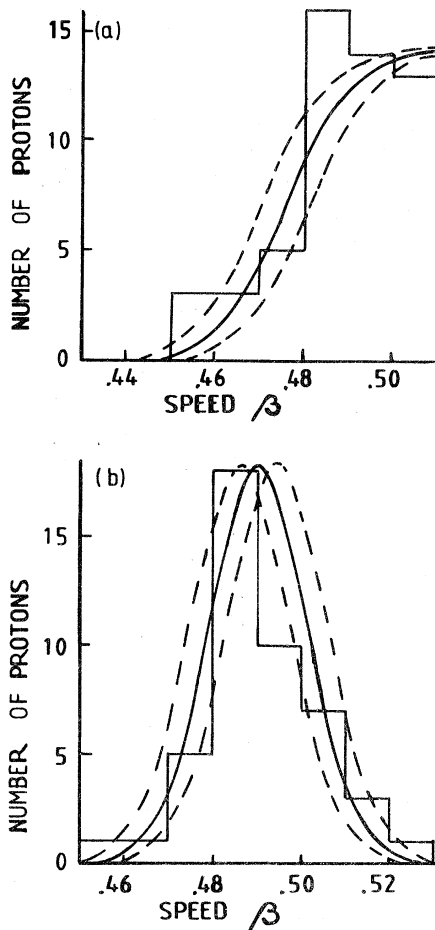 (a)
NUMBER OF PROTONS
15
10
5
0
.44 .46 .48 .50
SPEED β
(b)
NUMBER OF PROTONS
15
10
5
0
.46 .48 .50 .52
SPEED β